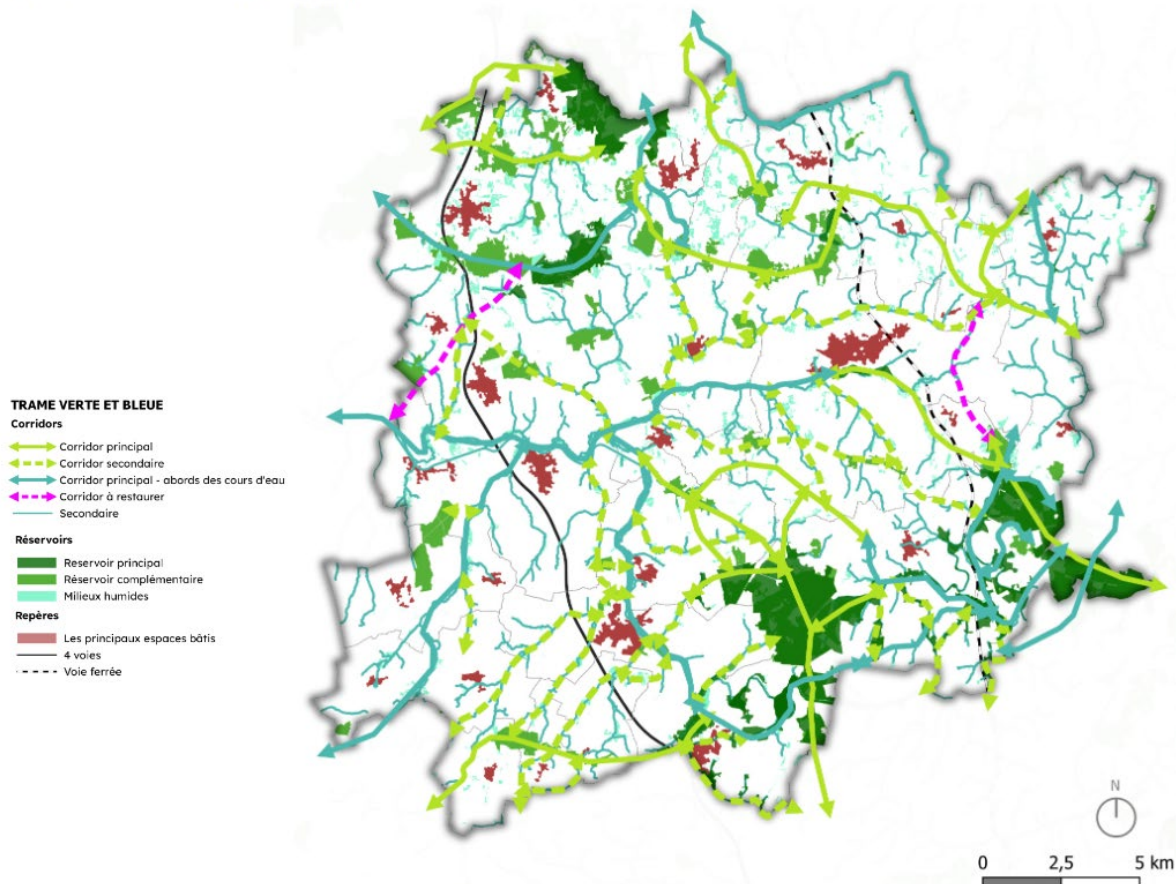 TRAME VERTE ET BLEUE
Corridors
Corridor principal
Corridor secondaire
Corridor principal - abords des cours d'eau
Corridor à restaurer
Secondaire
Réservoirs
Reservoir principal
Réservoir complémentaire
Milieux humides
Repères
Les principaux espaces bâtis
4 voies
Voie ferrée
N
0 2,5 5 km